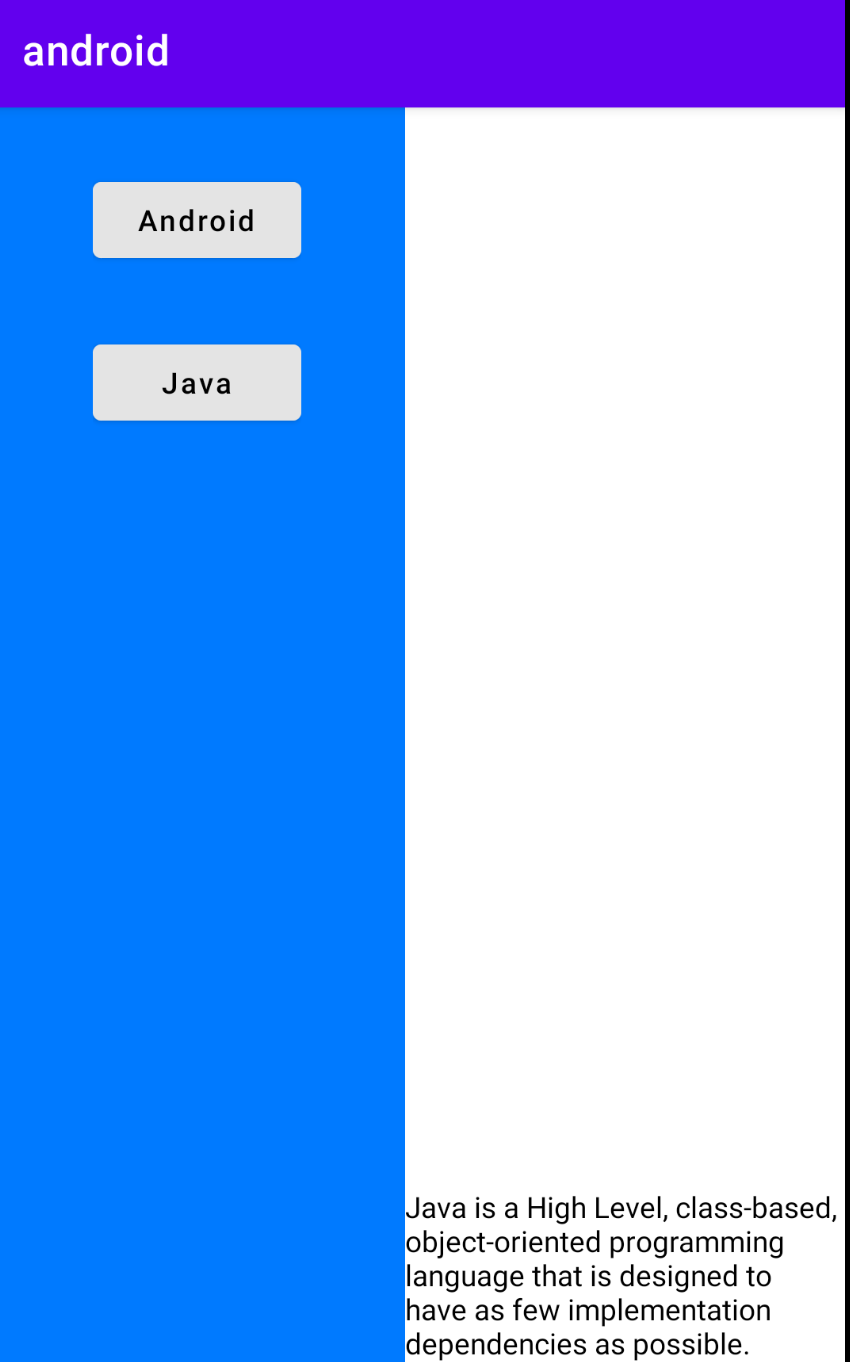 android
Android
Java
Java is a High Level, class-based,
object-oriented programming
language that is designed to
have as few implementation
dependencies as possible.